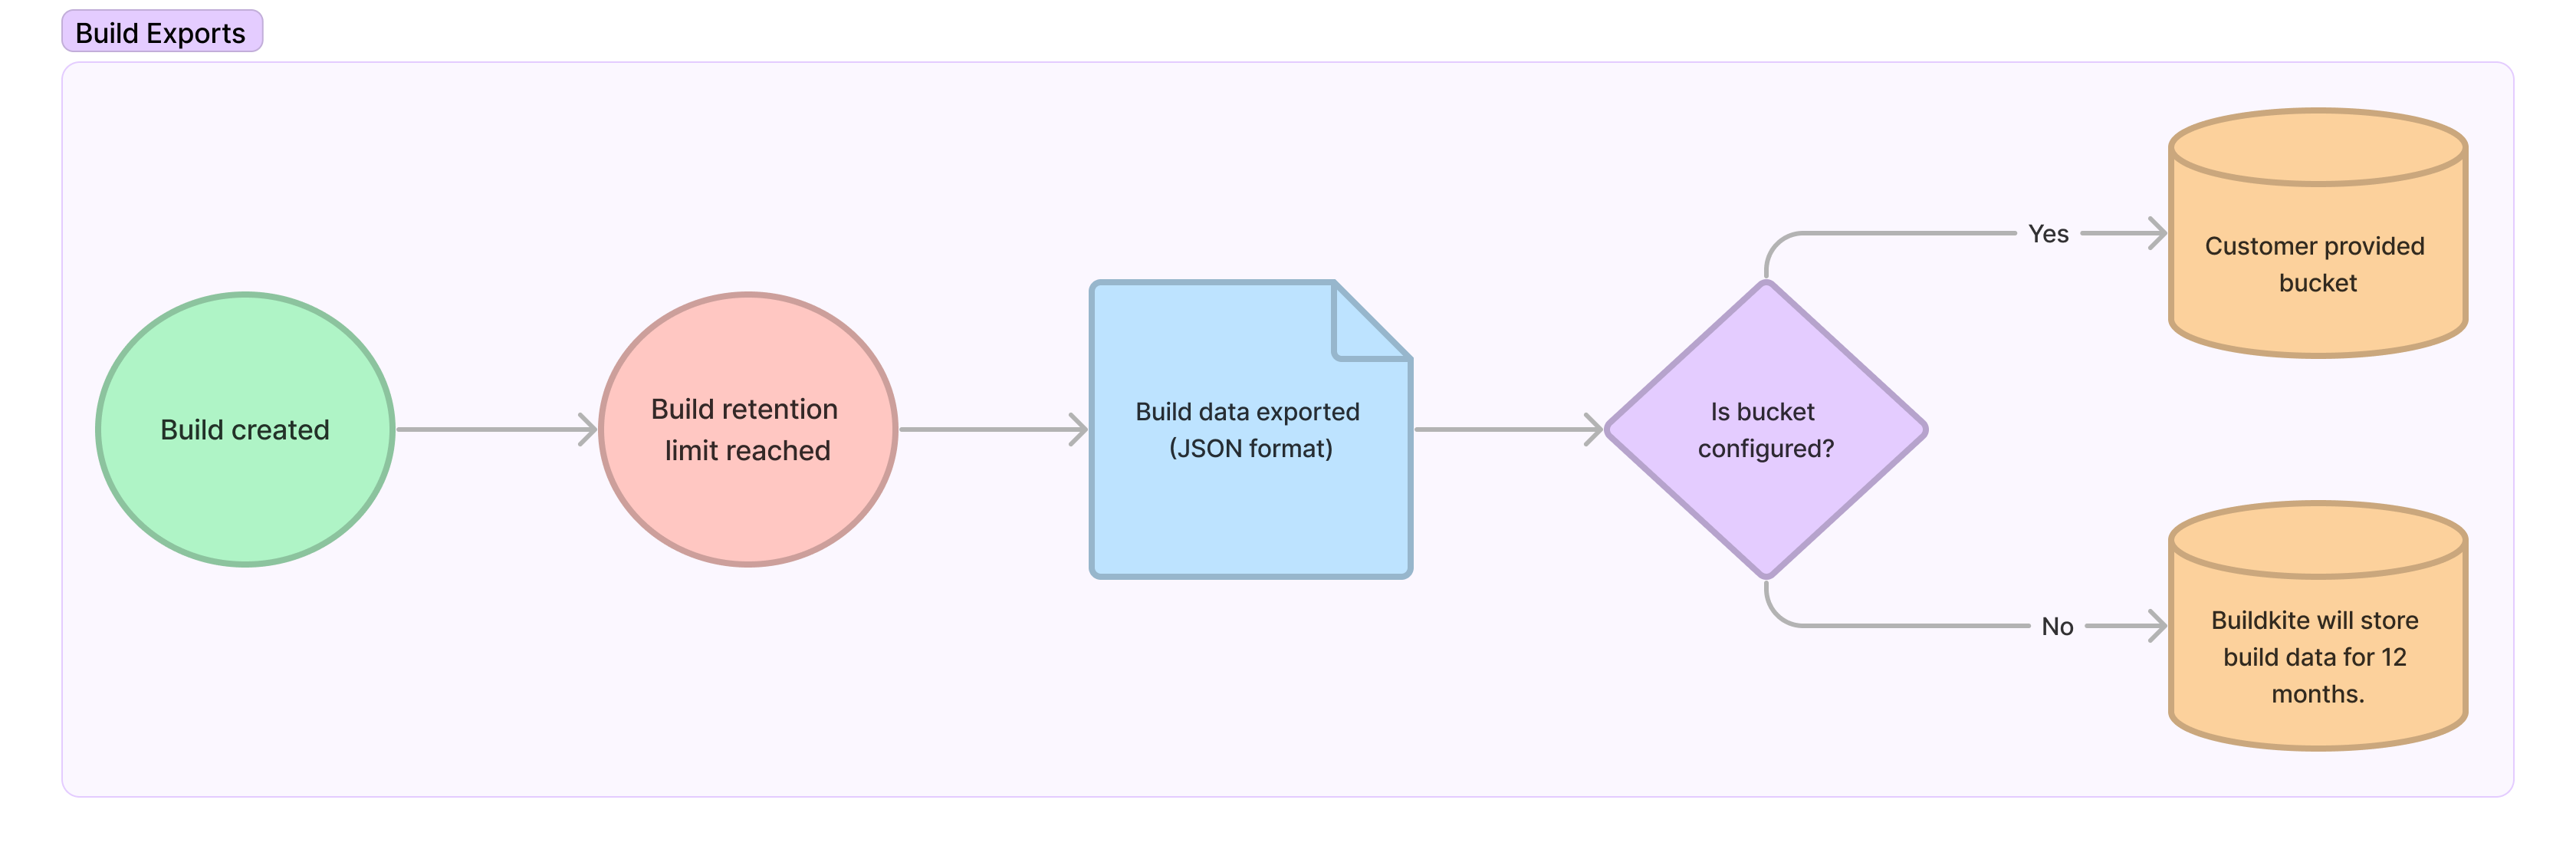 Build Exports
Build created
Build retention
limit reached
Build data exported
(JSON format)
Is bucket
configured?
Yes
Customer provided
bucket
No
Buildkite will store
build data for 12
months.